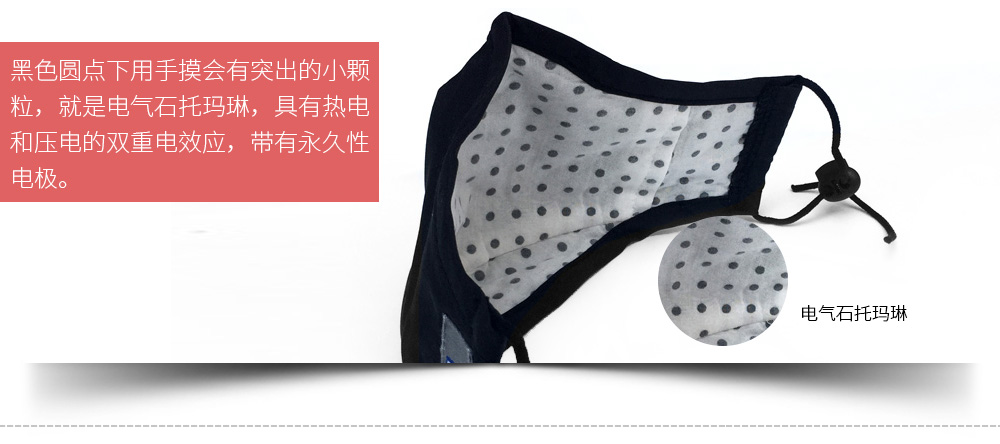 黑色圆点下用手摸会有突出的小颗
粒，就是电气石托玛琳，具有热电
和压电的双重电效应，带有永久性
电极。
电气石托玛琳